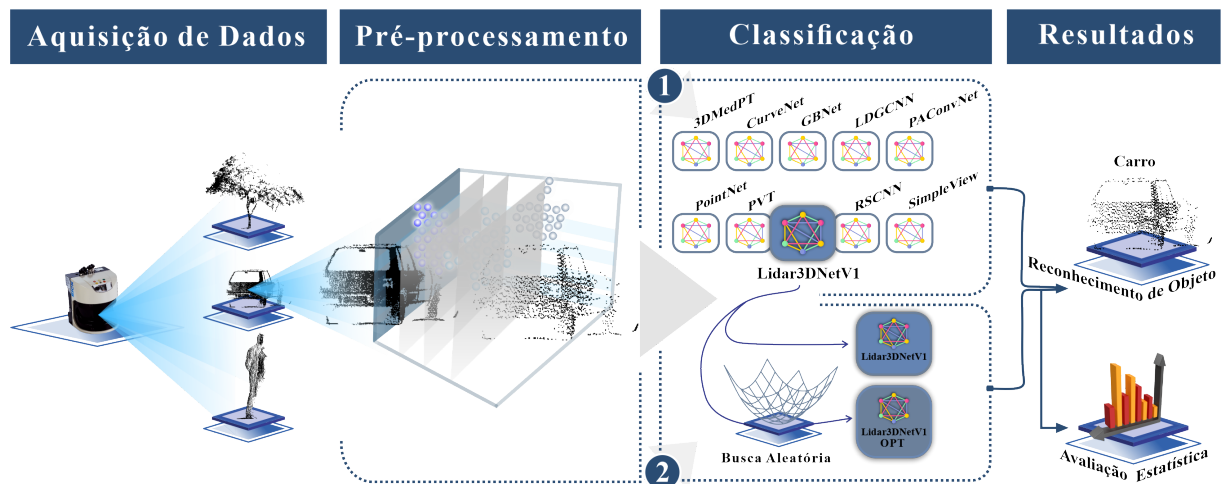 Aquisição de Dados
Pré-processamento
Classificação
Resultados
1
3DMedPT
CurveNet
GBNet
LDGCNN
PAConvNet
PointNet
PVT
RSCNN
SimpleView
Lidar3DNetV1
Lidar3DNetV1
Lidar3DNetV1
OPT
Busca Aleatória
2
Carro
Reconhecimento de Objeto
Avaliação Estatística